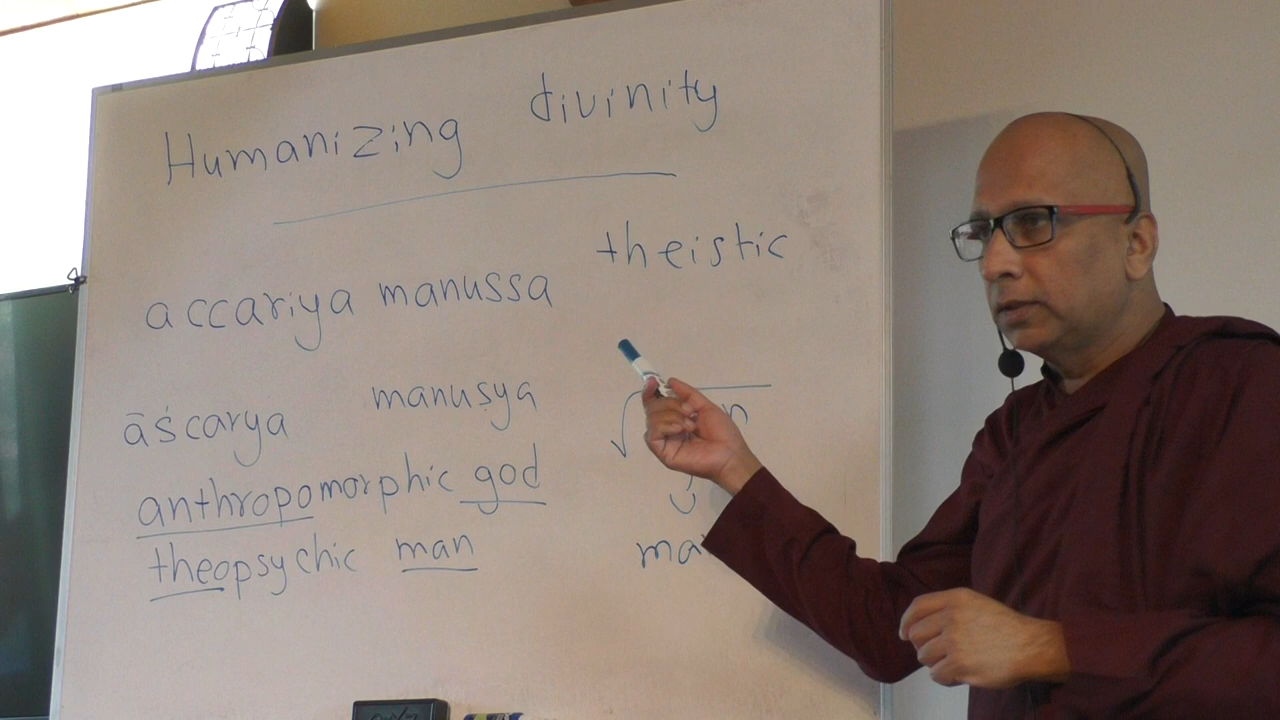 Humanizing divinity
theistic
accariya manussa
āścarya manuṣya
anthropomorphic god
theopsychic man